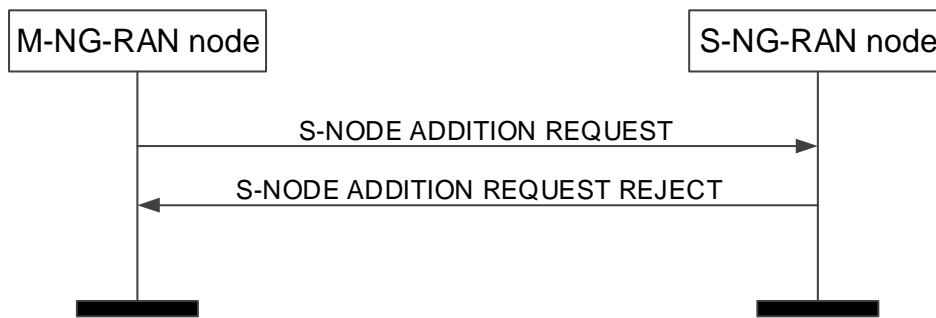 M-NG-RAN node
S-NG-RAN node
S-NODE ADDITION REQUEST
S-NODE ADDITION REQUEST REJECT